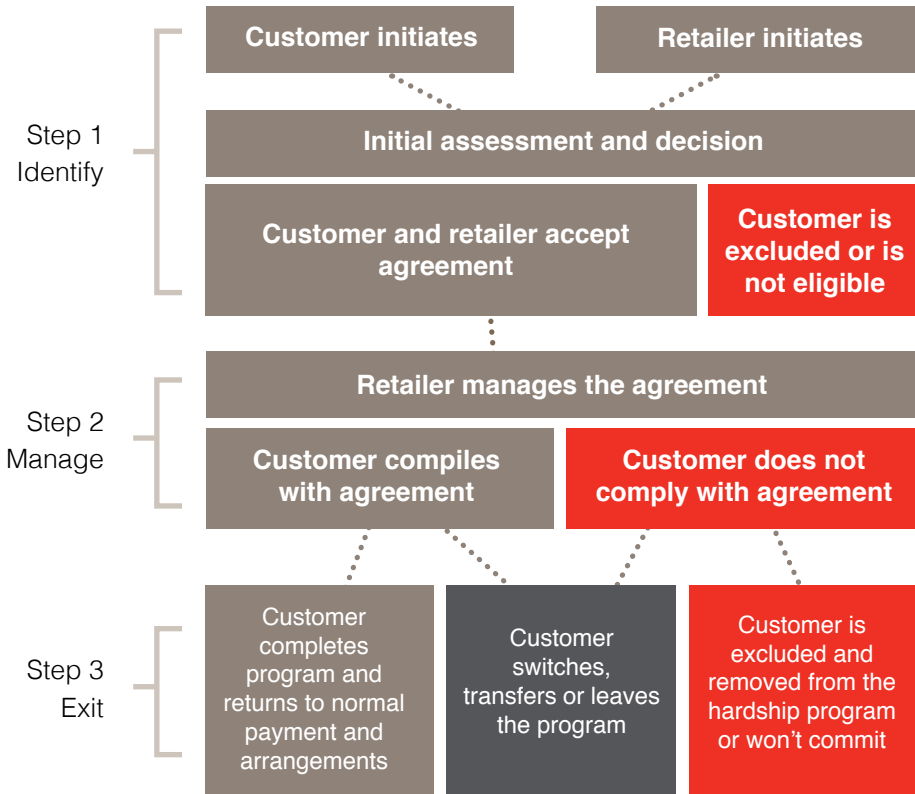 Customer initiates
Retailer initiates
Step 1
Identify
Initial assessment and decision
Customer and retailer accept
agreement
Customer is
excluded or is
not eligible
Step 2
Manage
Retailer manages the agreement
Customer compiles
with agreement
Customer does not
comply with agreement
Step 3
Exit
Customer
completes
program and
returns to normal
payment and
arrangements
Customer
switches,
transfers or leaves
the program
Customer is
excluded and
removed from the
hardship program
or won’t commit